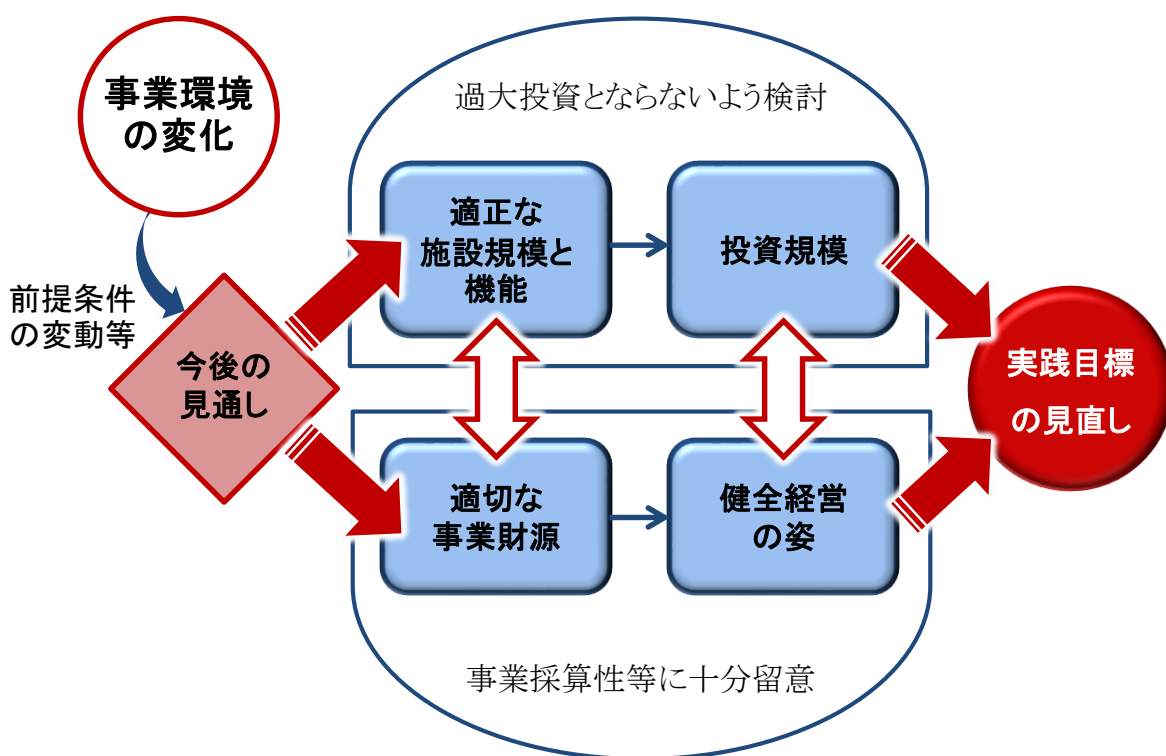 事業環境
の変化
過大投資とならないよう検討
適正な
施設規模と
機能
投資規模
前提条件
の変動等
今後の
見通し
実践目標
の見直し
適切な
事業財源
健全経営
の姿
事業採算性等に十分留意